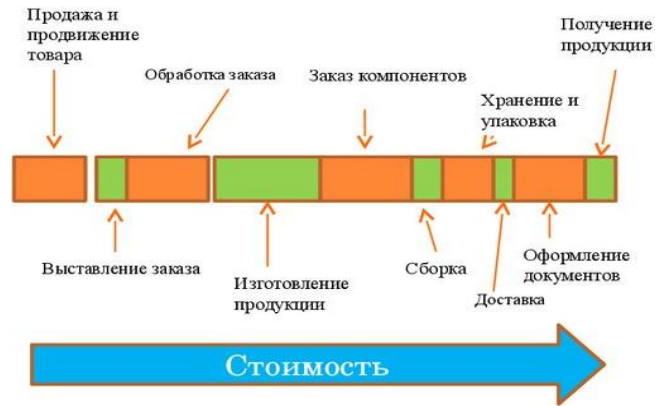 Продажа и
продвижение
товара
Обработка заказа
Заказ компонентов
Хранение и
упаковка
Получение
продукции
Выставление заказа
Изготовление
продукции
Сборка
Доставка
Оформление
документов
Стоимость